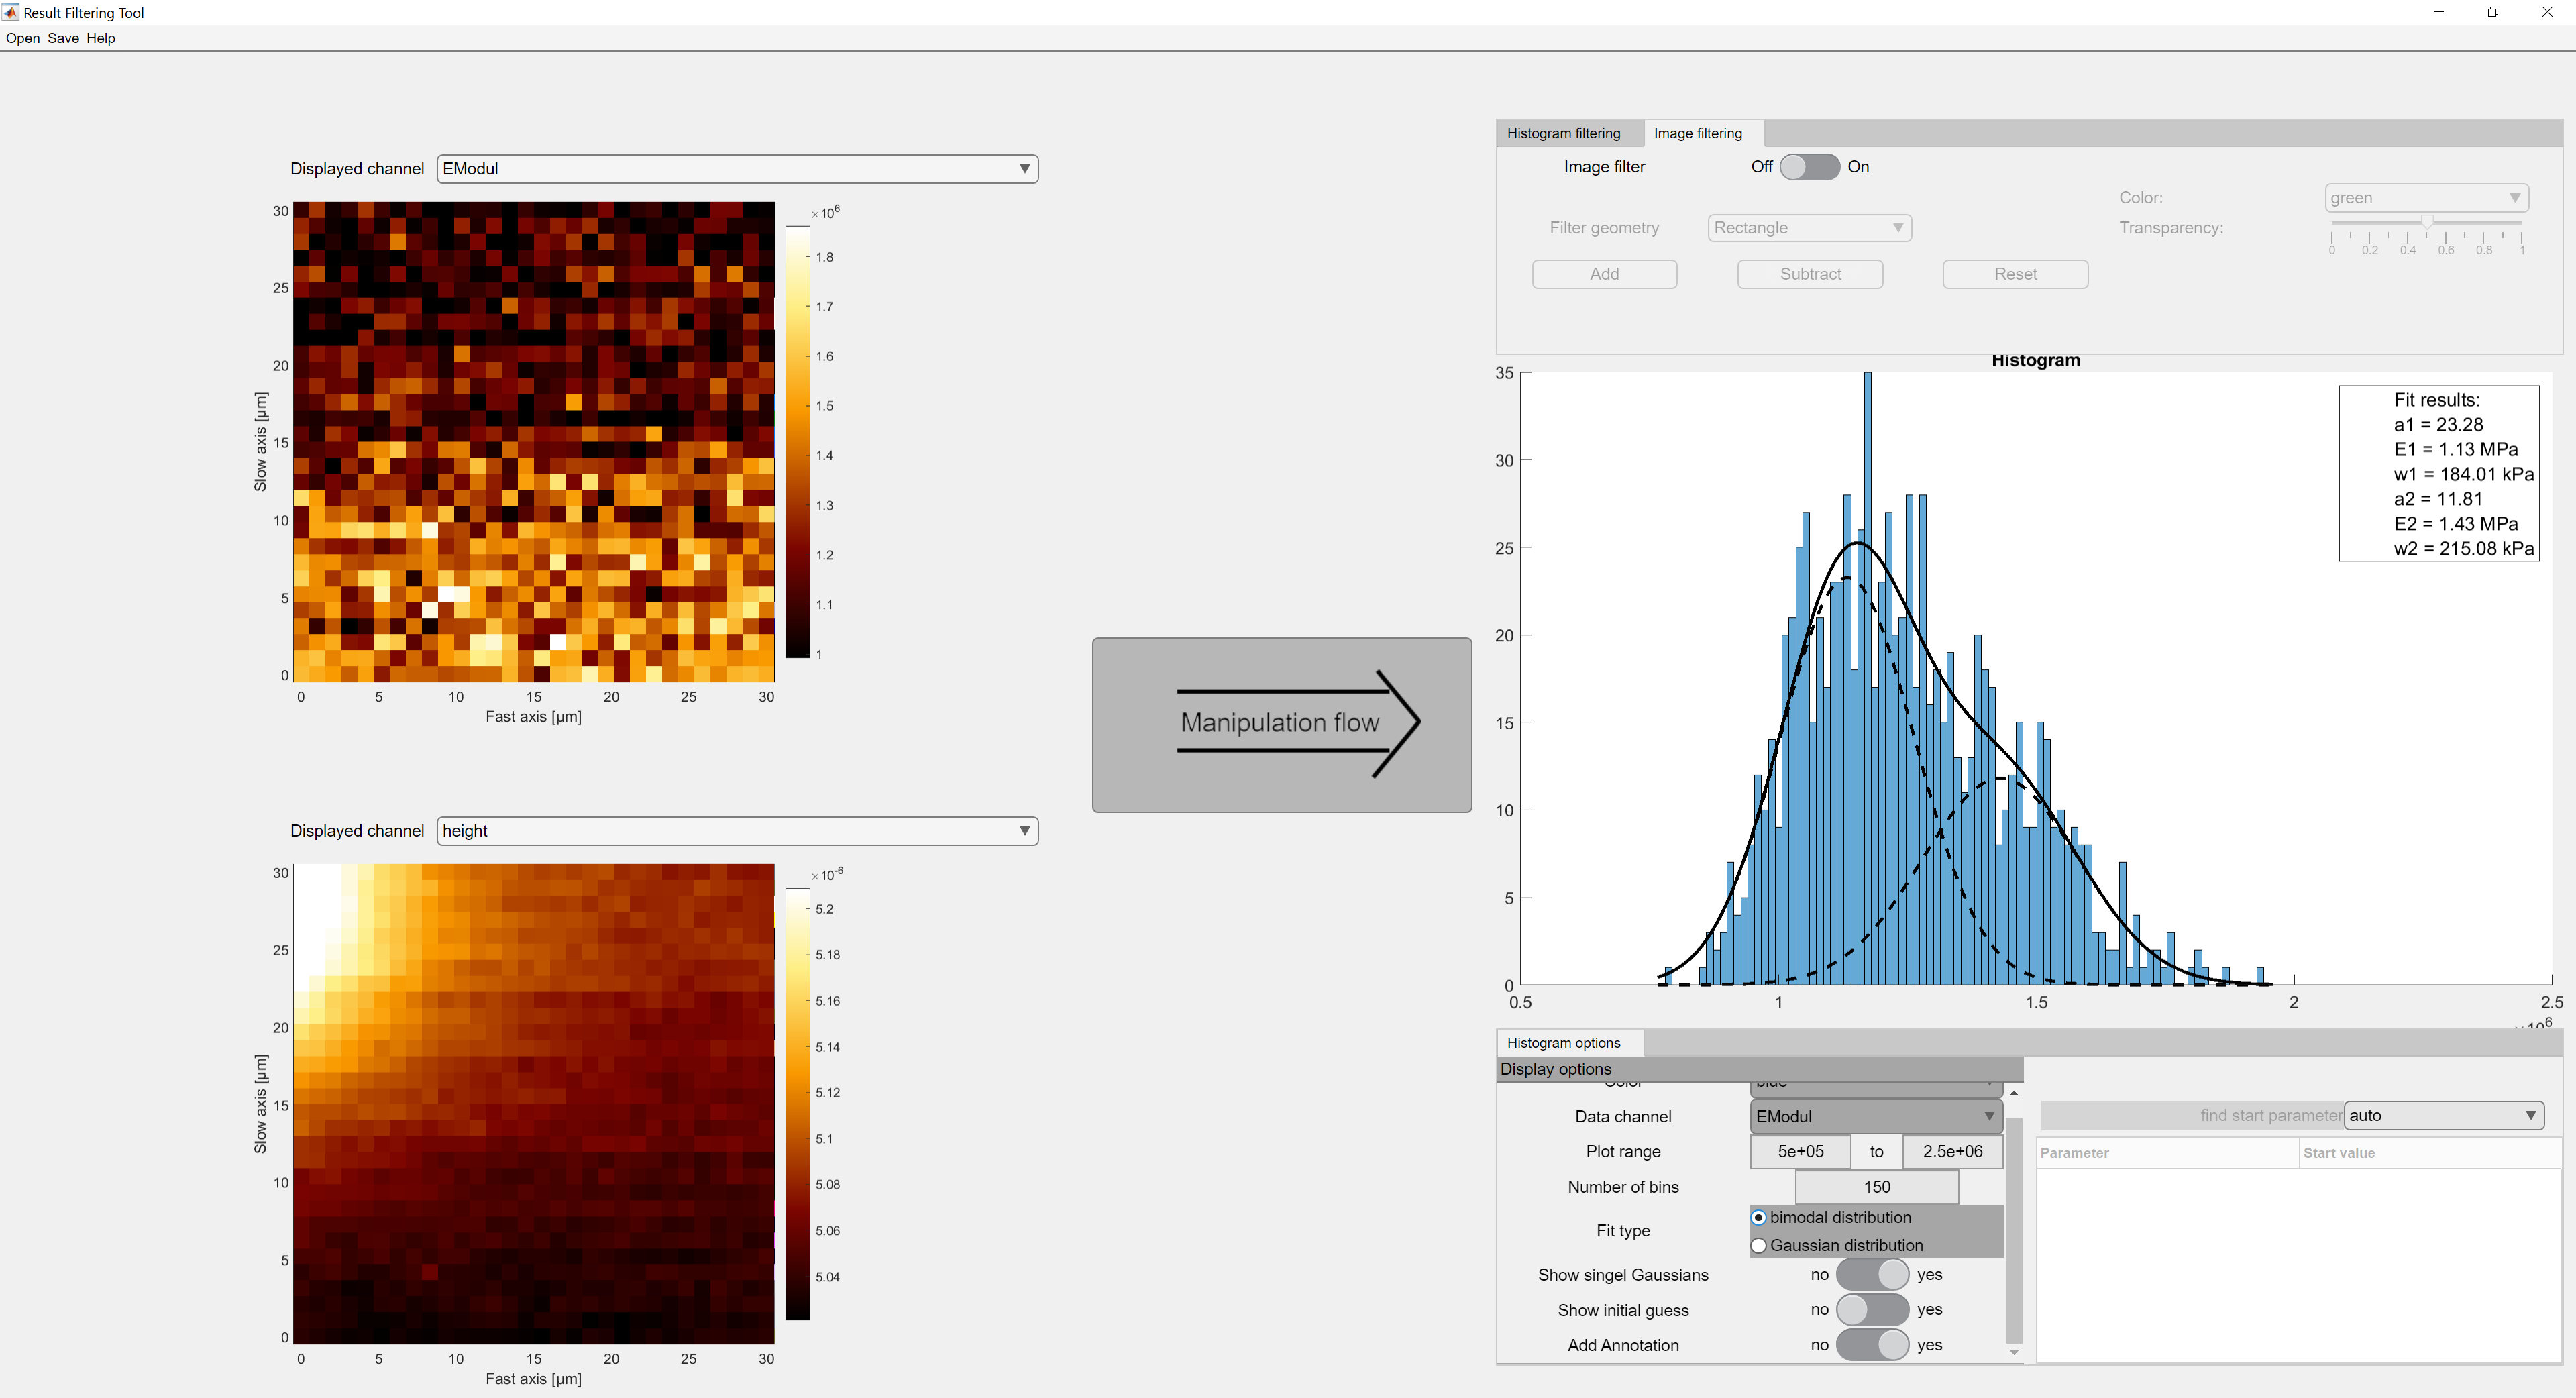 Result Filtering Tool
Open Save Help
Displayed channel EModul
×10⁶
30
25
20
15
10
5
0
Slow axis [µm]
0 5 10 15 20 25 30
Fast axis [µm]
1.8
1.7
1.6
1.5
1.4
1.3
1.2
1.1
1
Displayed channel height
×10⁻⁶
30
25
20
15
10
5
0
Slow axis [µm]
0 5 10 15 20 25 30
Fast axis [µm]
5.2
5.18
5.16
5.14
5.12
5.1
5.08
5.06
5.04
Manipulation flow
Histogram filtering Image filtering
Image filter Off On
Color: green
Filter geometry Rectangle
Transparency:
0 0.2 0.4 0.6 0.8 1
Add Subtract Reset
Histogram
35
30
25
20
15
10
5
0
0.5 1 1.5 2 2.5
×10⁶
Fit results:
a1 = 23.28
E1 = 1.13 MPa
w1 = 184.01 kPa
a2 = 11.81
E2 = 1.43 MPa
w2 = 215.08 kPa
Histogram options
Display options
Color blue
Data channel EModul
Plot range 5e+05 to 2.5e+06
Number of bins 150
Fit type
bimodal distribution
Gaussian distribution
Show singel Gaussians no yes
Show initial guess no yes
Add Annotation no yes
find start parameter auto
Parameter Start value